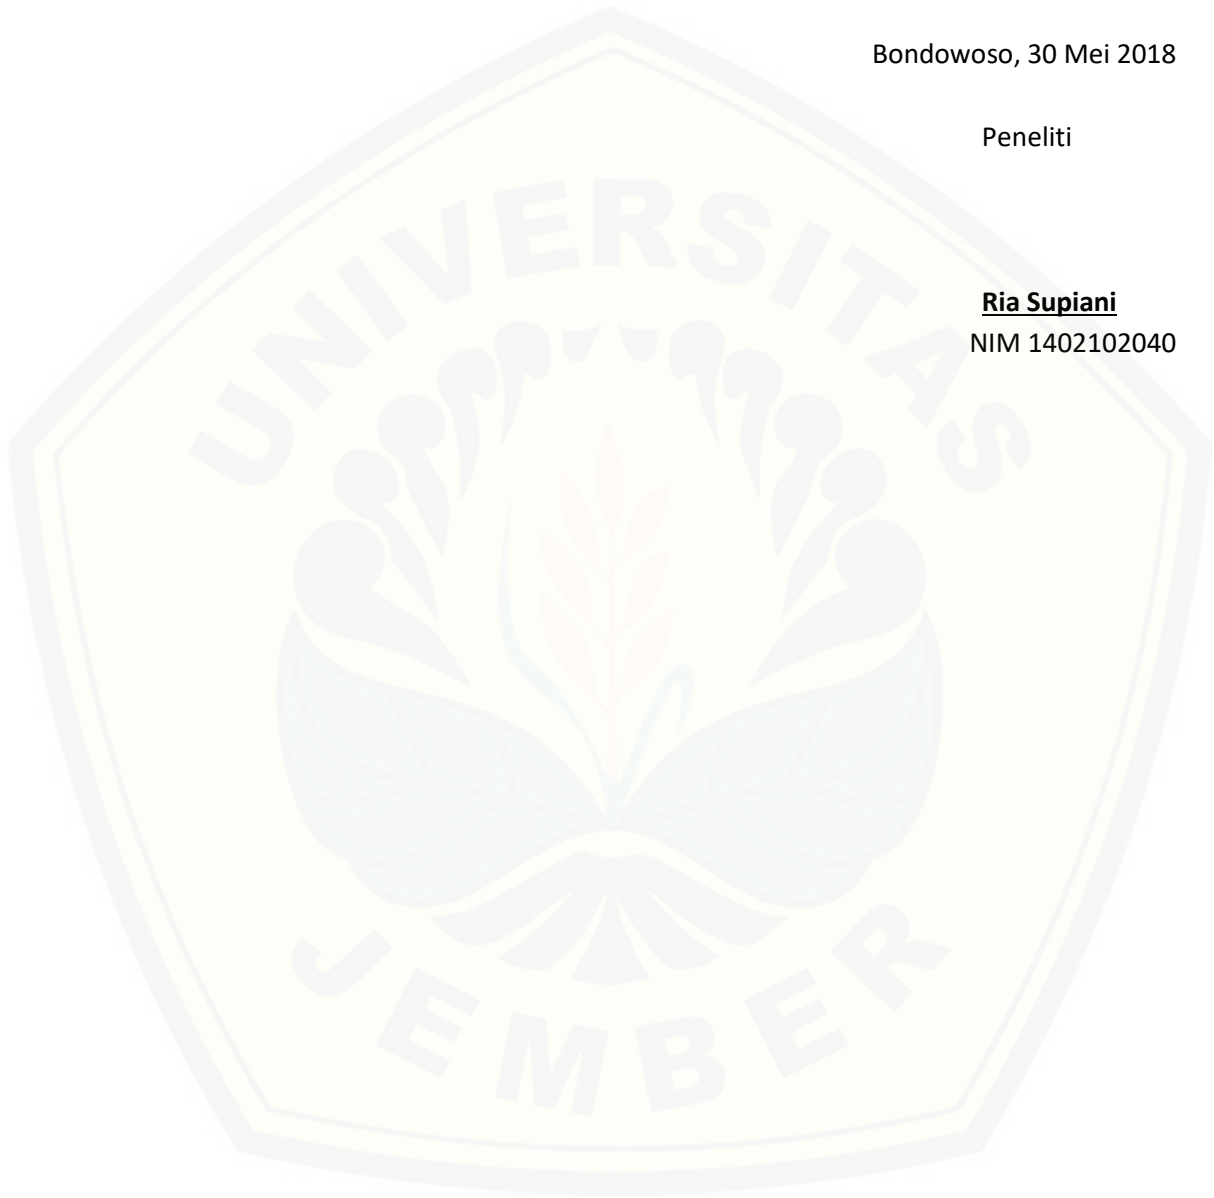 Bondowoso, 30 Mei 2018
Peneliti
Ria Supiani
NIM 1402102040
UNIVERSITAS
JEMBER